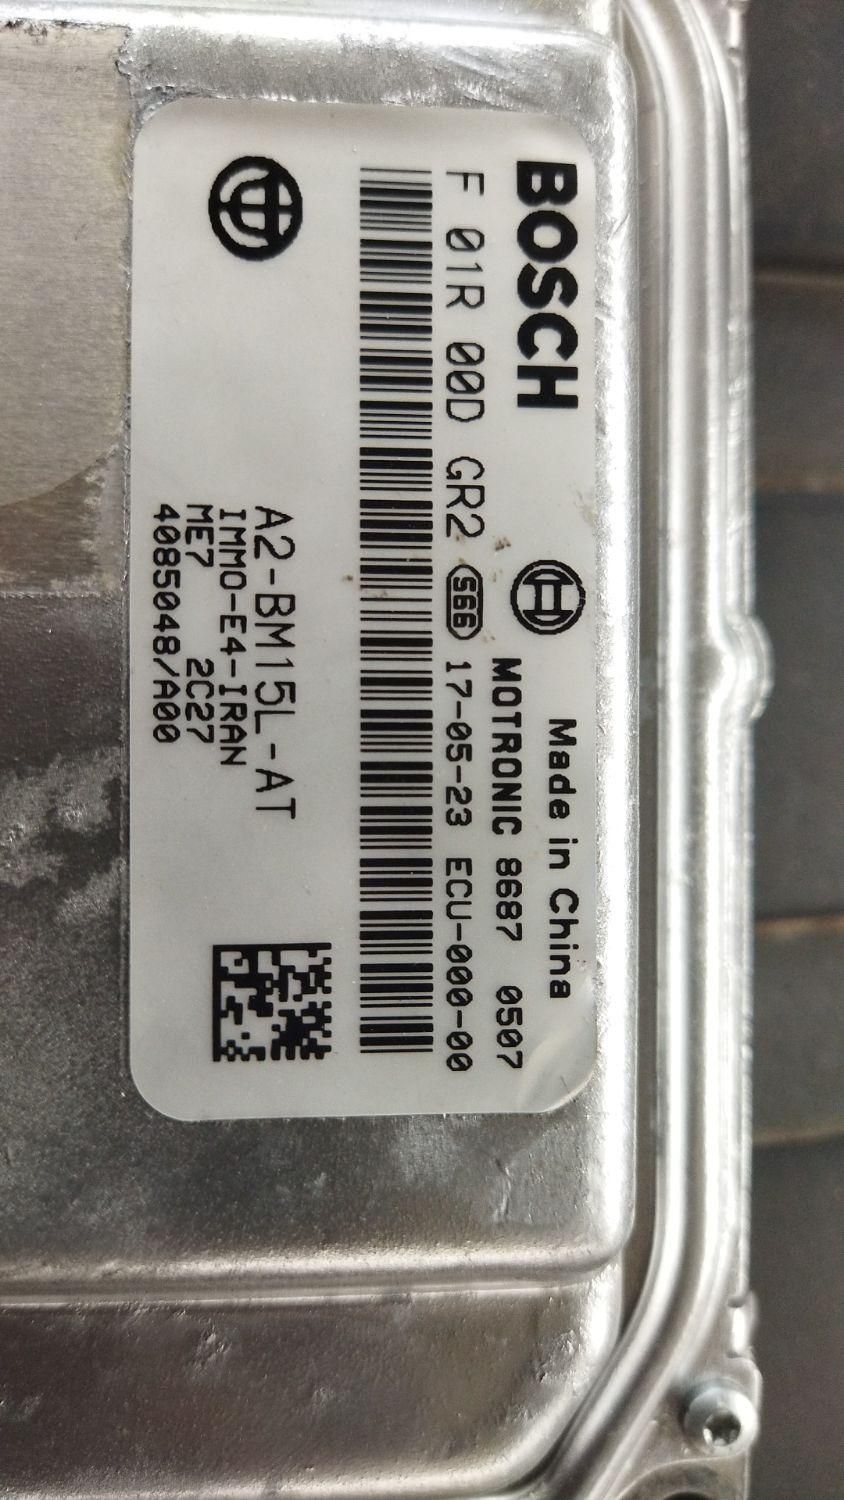 BOSCH
Made in China
MOTRONIC 8687 0507
F 01R 00D GR2 S66 17-05-23 ECU-000-00
A2-BM15L-AT
IMMO-E4-IRAN
ME7 2C27
4085048/A00